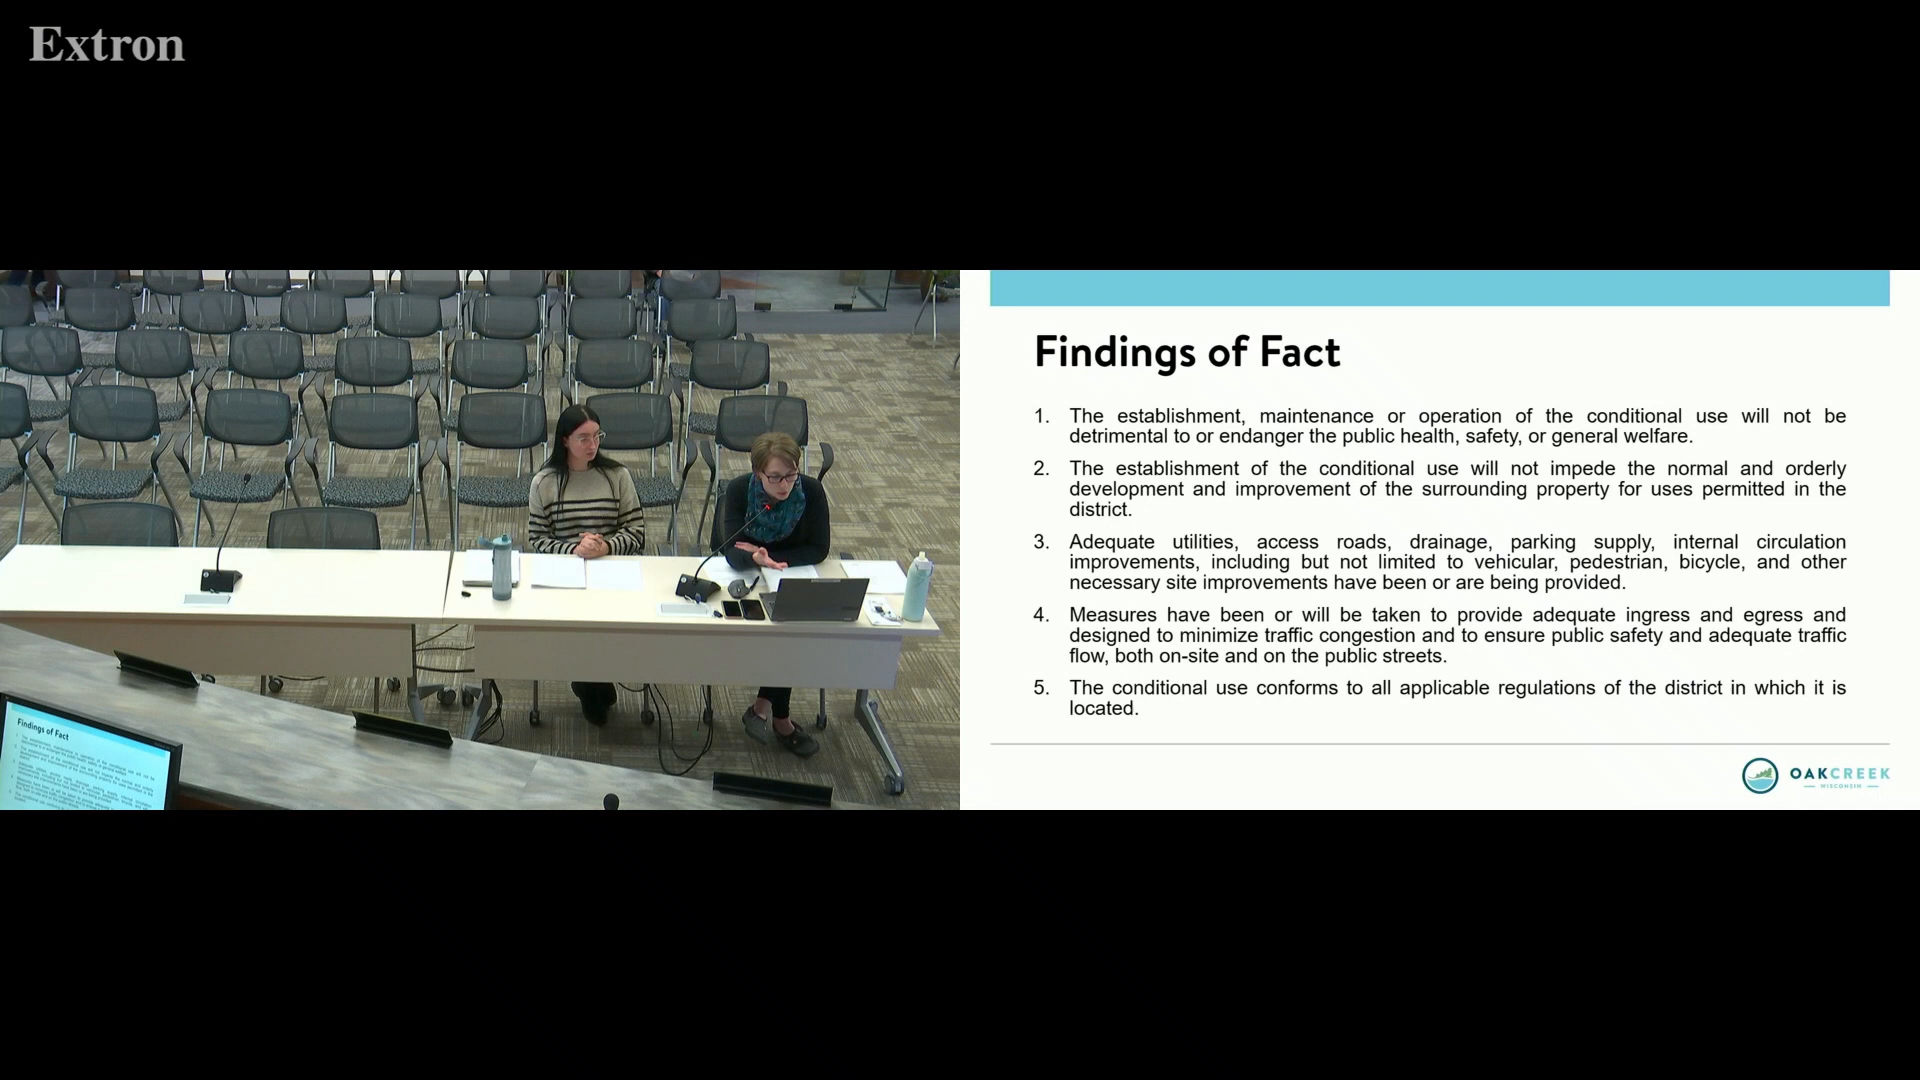 Extron
Findings of Fact
1. The establishment, maintenance or operation of the conditional use will not be
detrimental to or endanger the public health, safety, or general welfare.
2. The establishment of the conditional use will not impede the normal and orderly
development and improvement of the surrounding property for uses permitted in the
district.
3. Adequate utilities, access roads, drainage, parking supply, internal circulation
improvements, including but not limited to vehicular, pedestrian, bicycle, and other
necessary site improvements have been or are being provided.
4. Measures have been or will be taken to provide adequate ingress and egress and
designed to minimize traffic congestion and to ensure public safety and adequate traffic
flow, both on-site and on the public streets.
5. The conditional use conforms to all applicable regulations of the district in which it is
located.
OAKCREEK
WISCONSIN
Findings of Fact